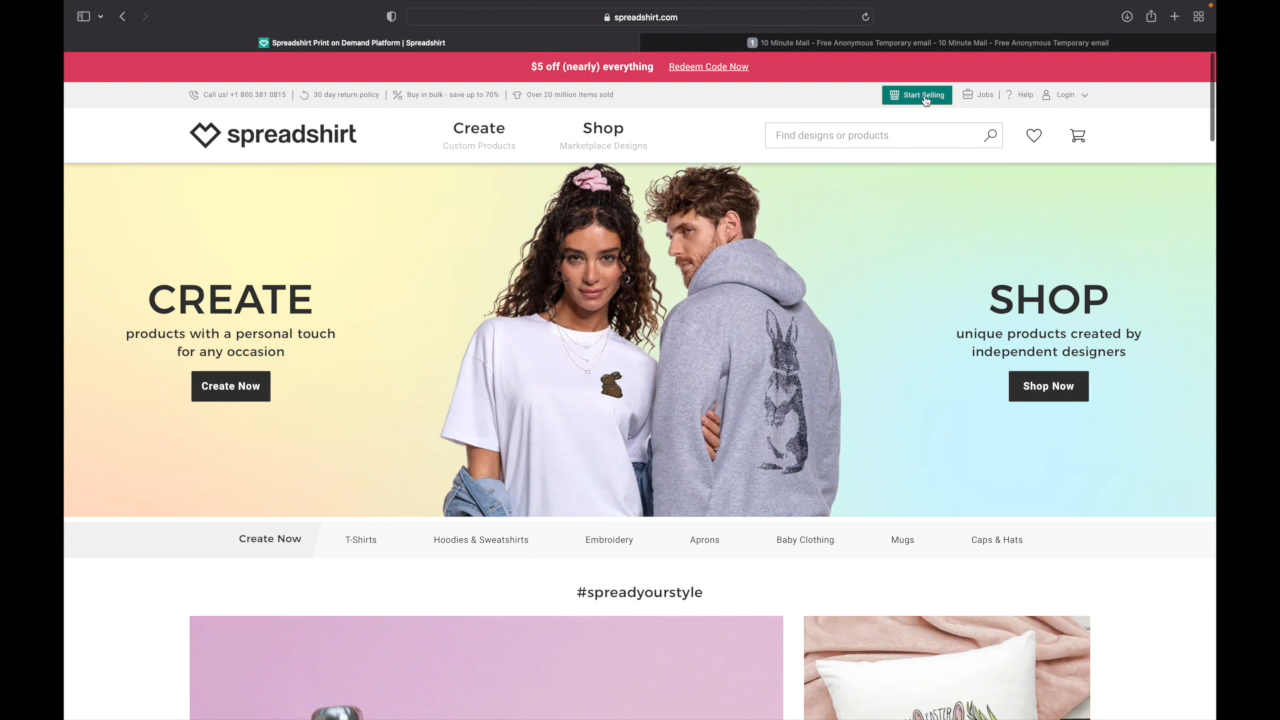 spreadshirt.com
Spreadshirt Print on Demand Platform | Spreadshirt
1 10 Minute Mail - Free Anonymous Temporary email - 10 Minute Mail - Free Anonymous Temporary email
$5 off (nearly) everything Redeem Code Now
Call us! +1 800 381 0815 | 30 day return policy | Buy in bulk - save up to 70% | Over 20 million items sold
Start Selling Jobs | ? Help Login
spreadshirt
Create
Custom Products
Shop
Marketplace Designs
Find designs or products
CREATE
products with a personal touch
for any occasion
Create Now
SHOP
unique products created by
independent designers
Shop Now
Create Now T-Shirts Hoodies & Sweatshirts Embroidery Aprons Baby Clothing Mugs Caps & Hats
#spreadyourstyle